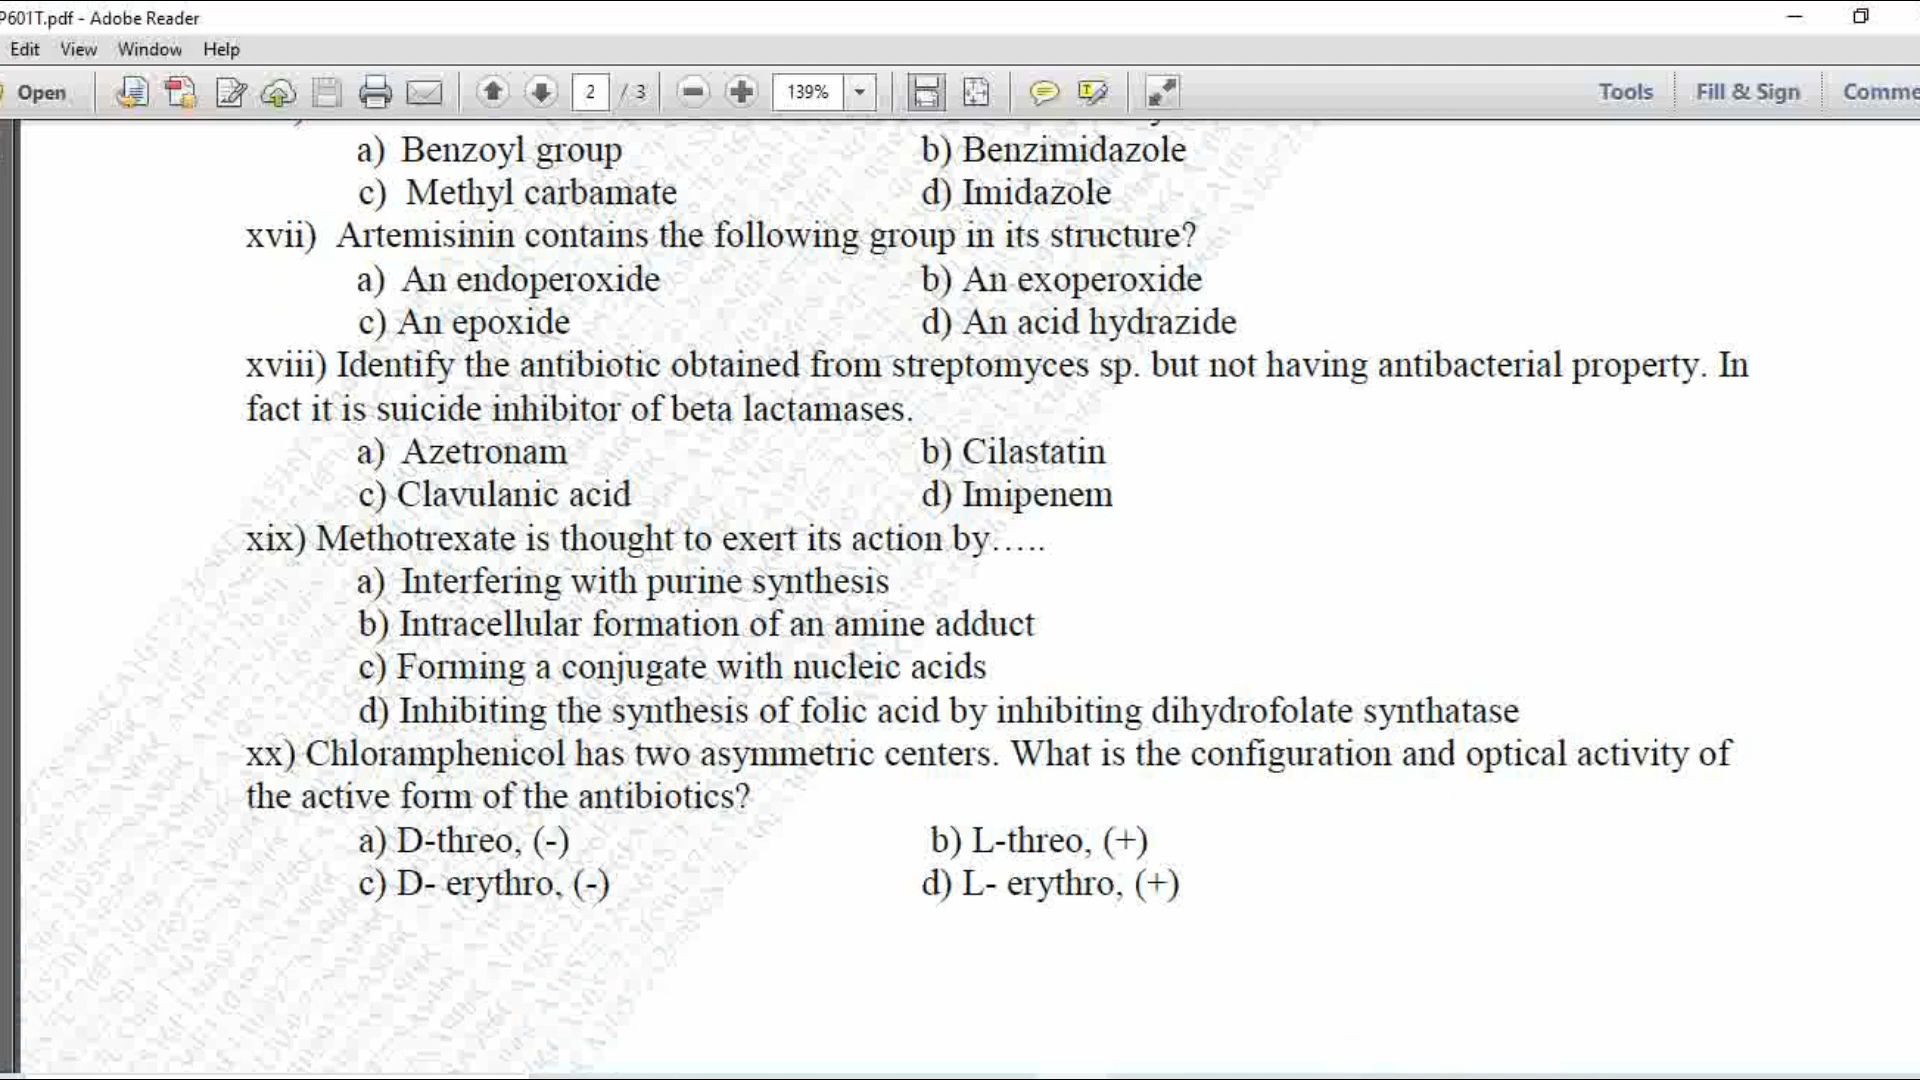 P601T.pdf - Adobe Reader
Edit View Window Help
Open 2 / 3 139% Tools Fill & Sign Comme
a) Benzoyl group b) Benzimidazole
c) Methyl carbamate d) Imidazole
xvii) Artemisinin contains the following group in its structure?
a) An endoperoxide b) An exoperoxide
c) An epoxide d) An acid hydrazide
xviii) Identify the antibiotic obtained from streptomyces sp. but not having antibacterial property. In
fact it is suicide inhibitor of beta lactamases.
a) Azetronam b) Cilastatin
c) Clavulanic acid d) Imipenem
xix) Methotrexate is thought to exert its action by…..
a) Interfering with purine synthesis
b) Intracellular formation of an amine adduct
c) Forming a conjugate with nucleic acids
d) Inhibiting the synthesis of folic acid by inhibiting dihydrofolate synthatase
xx) Chloramphenicol has two asymmetric centers. What is the configuration and optical activity of
the active form of the antibiotics?
a) D-threo, (-) b) L-threo, (+)
c) D- erythro, (-) d) L- erythro, (+)